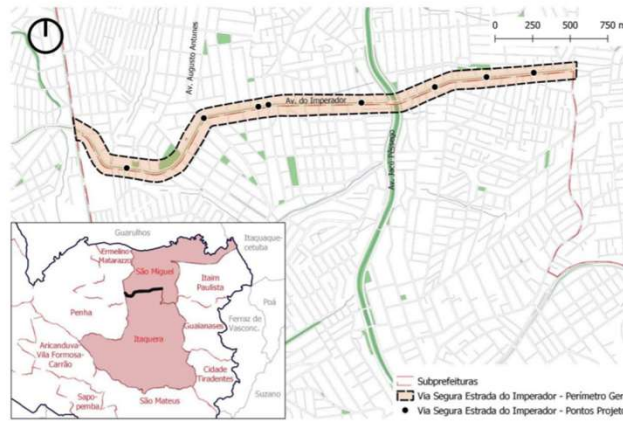 0 250 500 750 m
Av. Augusto Antunes
Av. do Imperador
Av. Jacú Pêssego
Guarulhos
Itaquaque-
cetuba
Ermelino
Matarazzo
São Miguel
Itaim
Paulista
Penha
Poá
Ferraz de
Vasconc.
Guaianases
Itaquera
Aricanduva-
Vila Formosa-
Carrão
Cidade
Tiradentes
Suzano
Sapo-
pemba
São Mateus
Subprefeituras
Via Segura Estrada do Imperador - Perímetro Ger
Via Segura Estrada do Imperador - Pontos Projeto